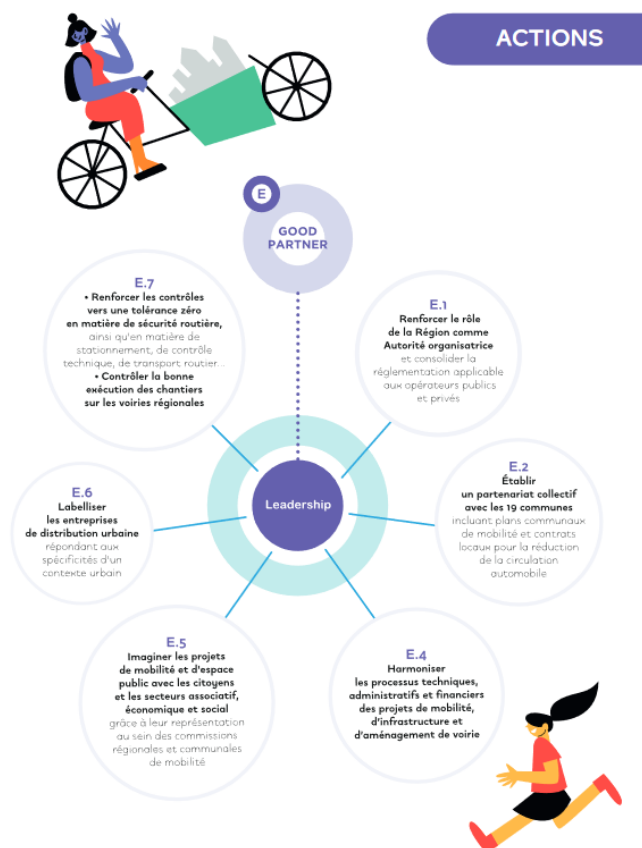 ACTIONS
E
GOOD
PARTNER
E.7
• Renforcer les contrôles
vers une tolérance zéro
en matière de sécurité routière,
ainsi qu'en matière de
stationnement, de contrôle
technique, de transport routier...
• Contrôler la bonne
exécution des chantiers
sur les voiries régionales
E.1
Renforcer le rôle
de la Région comme
Autorité organisatrice
et consolider la
réglementation applicable
aux opérateurs publics
et privés
Leadership
E.6
Labelliser
les entreprises
de distribution urbaine
répondant aux
spécificités d'un
contexte urbain
E.2
Établir
un partenariat collectif
avec les 19 communes
incluant plans communaux
de mobilité et contrats
locaux pour la réduction
de la circulation
automobile
E.5
Imaginer les projets
de mobilité et d'espace
public avec les citoyens
et les secteurs associatif,
économique et social
grâce à leur représentation
au sein des commissions
régionales et communales
de mobilité
E.4
Harmoniser
les processus techniques,
administratifs et financiers
des projets de mobilité,
d'infrastructure et
d'aménagement de voirie